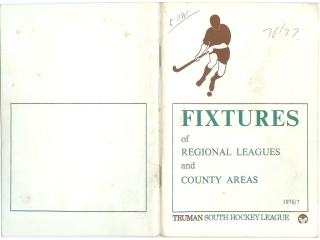 76/77
FIXTURES
of
REGIONAL LEAGUES
and
COUNTY AREAS
1976/7
TRUMAN SOUTH HOCKEY LEAGUE